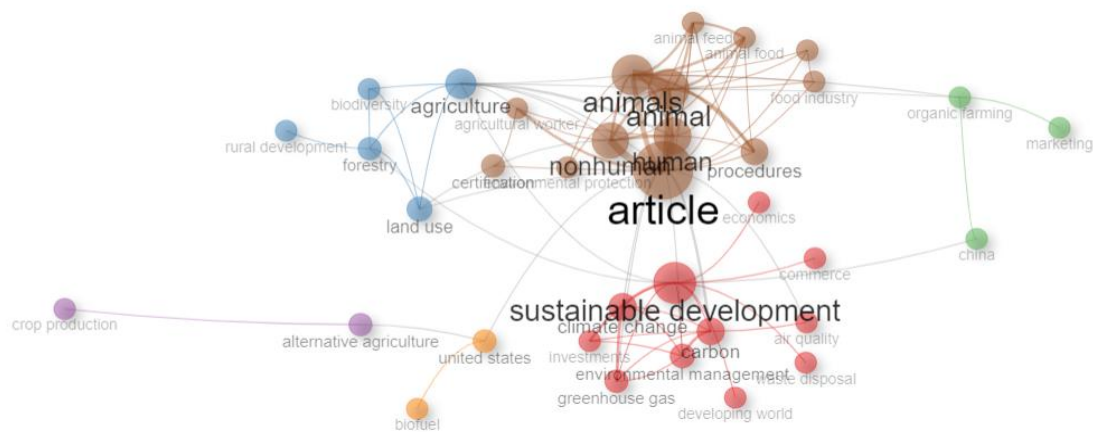 animal feed
animal food
biodiversity
agriculture
animals
food industry
agricultural worker
animal
organic farming
rural development
marketing
forestry
nonhuman
human
procedures
certification
environmental protection
article
land use
economics
china
commerce
sustainable development
crop production
climate change
air quality
alternative agriculture
united states
investments
carbon
environmental management
waste disposal
greenhouse gas
developing world
biofuel